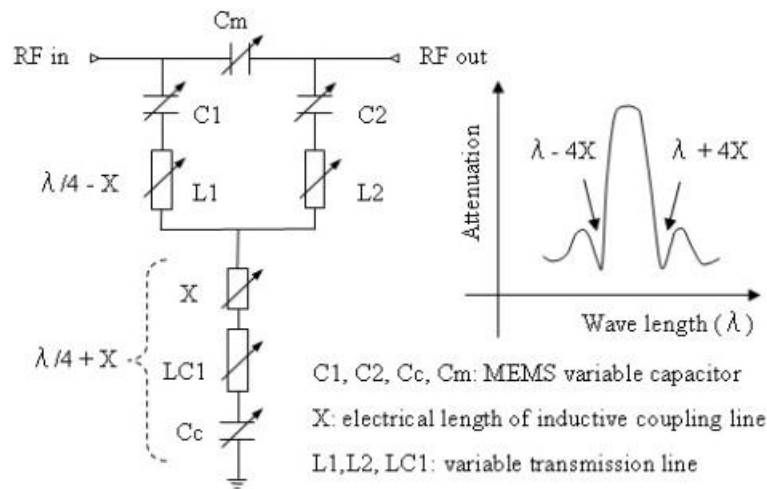 Cm
RF in
RF out
C1
C2
λ/4 - X
L1
L2
X
λ/4 + X
LC1
Cc
Attenuation
λ - 4X
λ + 4X
Wave length (λ)
C1, C2, Cc, Cm: MEMS variable capacitor
X: electrical length of inductive coupling line
L1,L2, LC1: variable transmission line